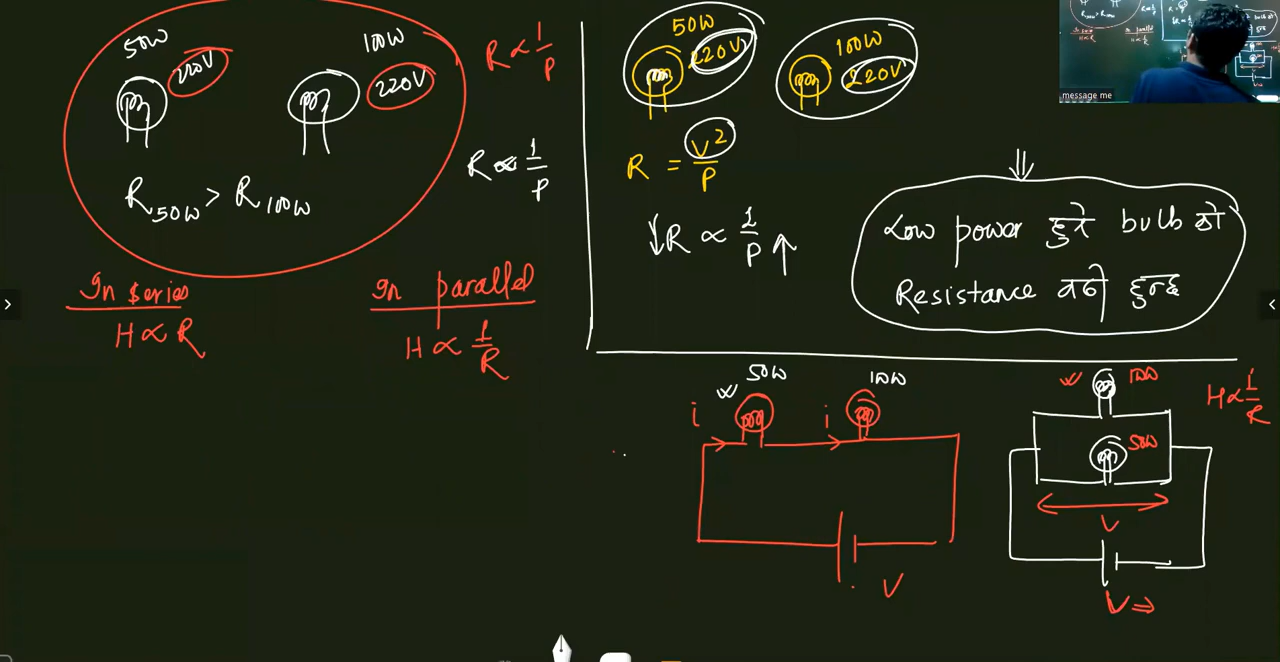 50W
220V
100W
220V
R ∝ 1/P
R ∝ 1/P
R50W > R100W
In series
H ∝ R
In parallel
H ∝ 1/R
50W
220V
100W
220V
R = V²/P
↓R ∝ 1/P ↑
⇓
Low power हुने bulb को
Resistance बढी हुन्छ
50W
100W
i
i
V
100
50W
H ∝ 1/R
V
V ⇒
message me